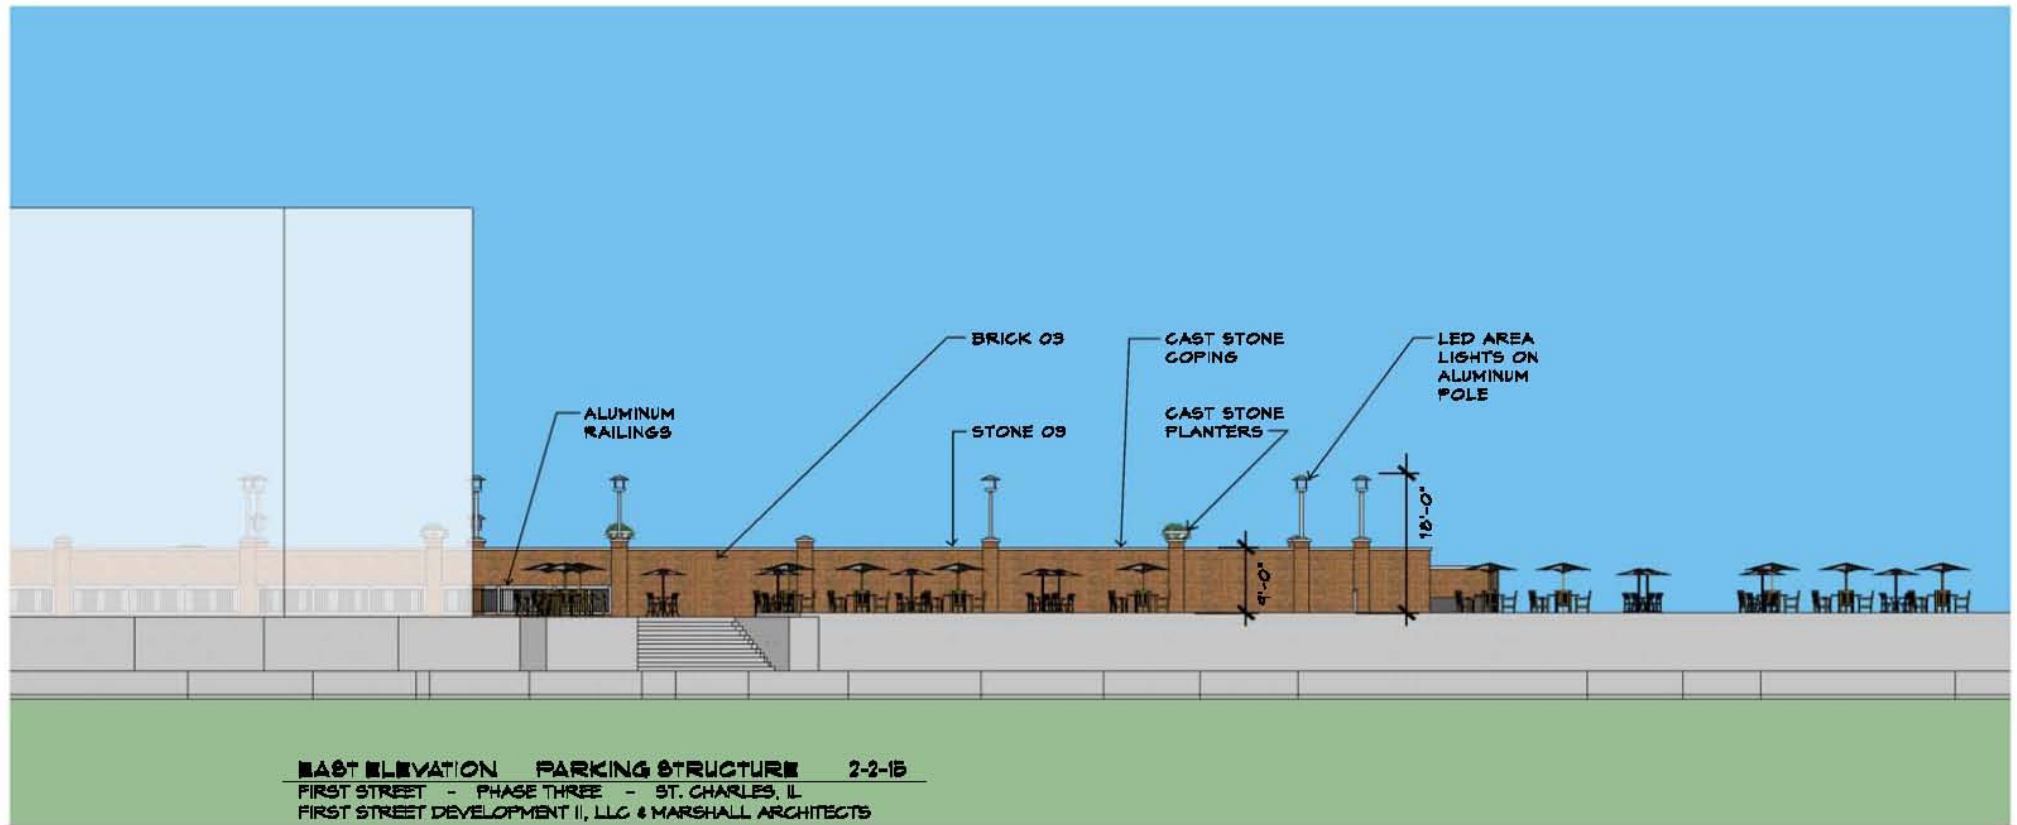 BRICK 03
CAST STONE
COPING
LED AREA
LIGHTS ON
ALUMINUM
POLE
ALUMINUM
RAILINGS
STONE 03
CAST STONE
PLANTERS
18'-0"
9'-0"
EAST ELEVATION PARKING STRUCTURE 2-2-15
FIRST STREET - PHASE THREE - ST. CHARLES, IL
FIRST STREET DEVELOPMENT II, LLC & MARSHALL ARCHITECTS